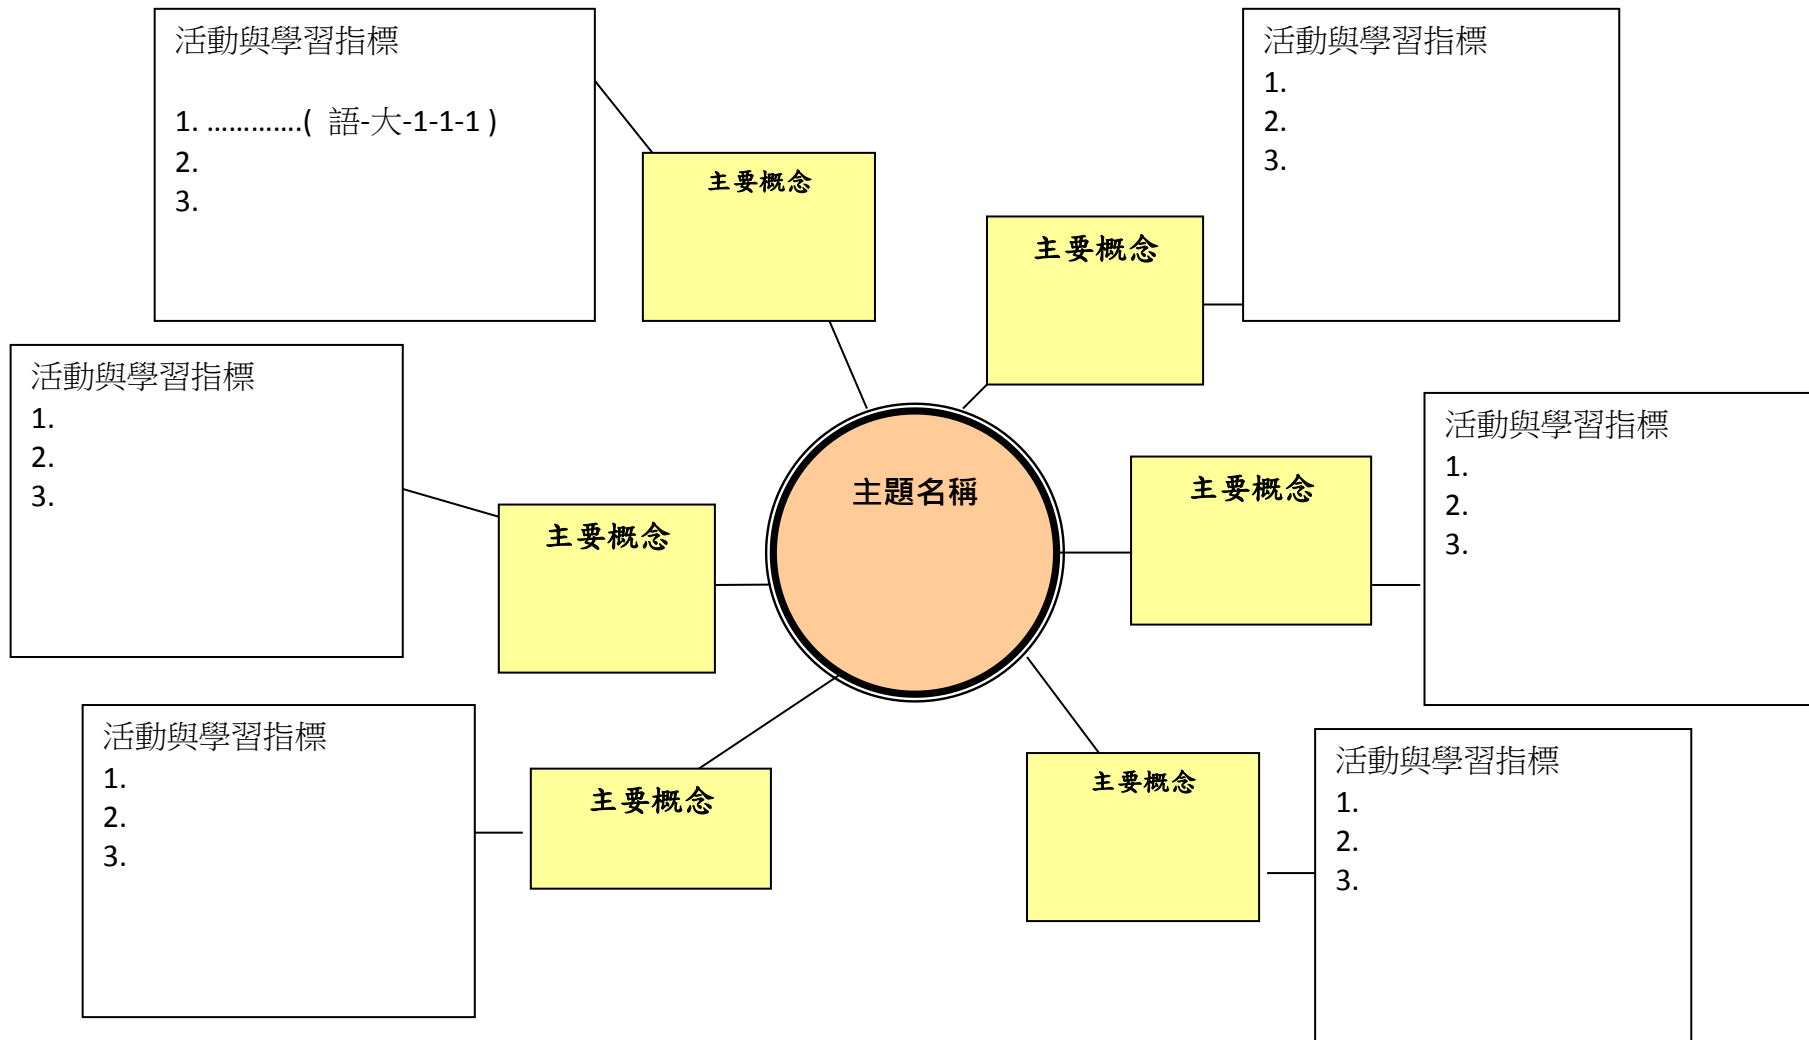 活動與學習指標
1. ………….( 語-大-1-1-1 )
2.
3.
主要概念
活動與學習指標
1.
2.
3.
主要概念
活動與學習指標
1.
2.
3.
主要概念
主題名稱
主要概念
活動與學習指標
1.
2.
3.
活動與學習指標
1.
2.
3.
主要概念
主要概念
活動與學習指標
1.
2.
3.